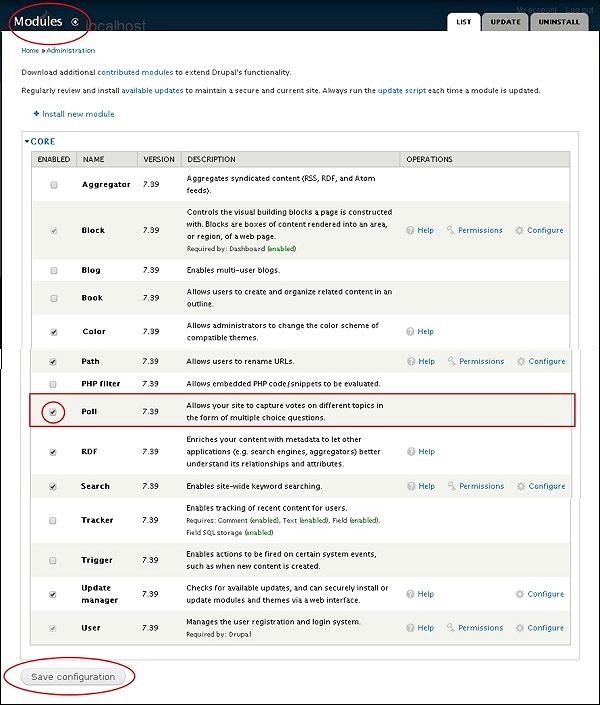 My account Log out
Modules
localhost
LIST UPDATE UNINSTALL
Home » Administration
Download additional contributed modules to extend Drupal's functionality.
Regularly review and install available updates to maintain a secure and current site. Always run the update script each time a module is updated.
+ Install new module
CORE
ENABLED NAME VERSION DESCRIPTION OPERATIONS
Aggregator 7.39 Aggregates syndicated content (RSS, RDF, and Atom
feeds).
Controls the visual building blocks a page is constructed
Block 7.39 with. Blocks are boxes of content rendered into an area, Help Permissions Configure
or region, of a web page.
Required by: Dashboard (enabled)
Blog 7.39 Enables multi-user blogs.
Book 7.39 Allows users to create and organize related content in an
outline.
Color 7.39 Allows administrators to change the color scheme of Help
compatible themes.
Path 7.39 Allows users to rename URLs. Help Permissions Configure
PHP filter 7.39 Allows embedded PHP code/snippets to be evaluated.
Poll 7.39 Allows your site to capture votes on different topics in
the form of multiple choice questions.
Enriches your content with metadata to let other
RDF 7.39 applications (e.g. search engines, aggregators) better Help
understand its relationships and attributes.
Search 7.39 Enables site-wide keyword searching. Help Permissions Configure
Enables tracking of recent content for users.
Tracker 7.39 Requires: Comment (enabled), Text (enabled), Field (enabled),
Field SQL storage (enabled)
Trigger 7.39 Enables actions to be fired on certain system events,
such as when new content is created.
Update
manager 7.39 Checks for available updates, and can securely install or Help Configure
update modules and themes via a web interface.
User 7.39 Manages the user registration and login system. Help Permissions Configure
Required by: Drupal
Save configuration